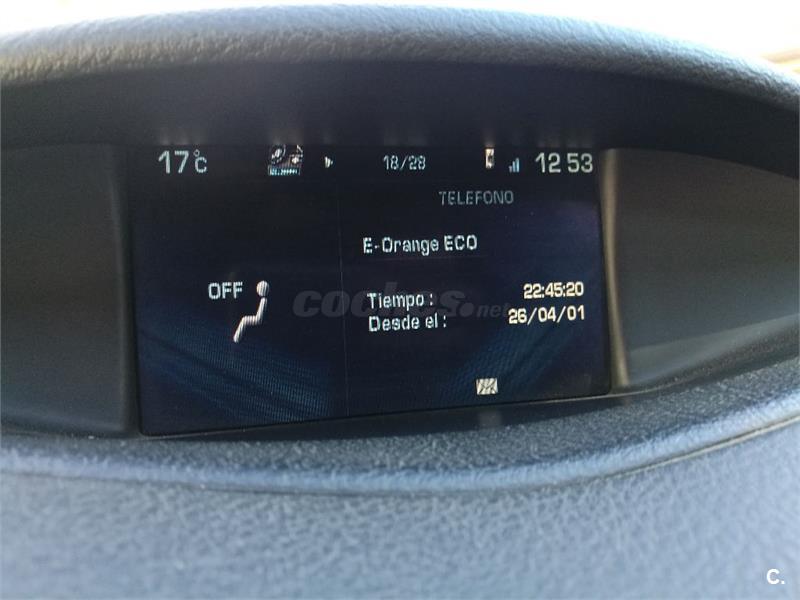 17°C 18/28 12 53
TELEFONO
E-Orange ECO
OFF
Tiempo : 22:45:20
Desde el : 26/04/01
coches.net
C.